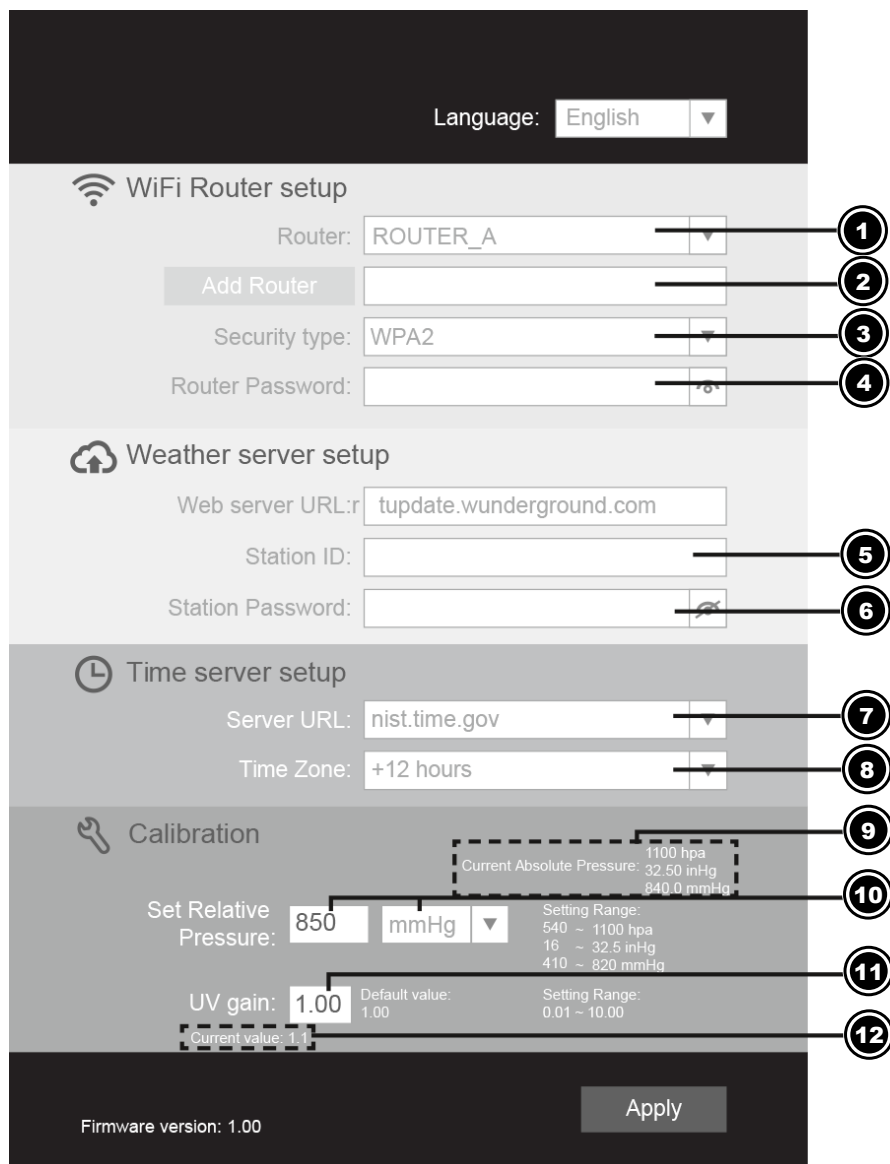 Language: English
WiFi Router setup
Router: ROUTER_A
1
Add Router
2
Security type: WPA2
3
Router Password:
4
Weather server setup
Web server URL:r tupdate.wunderground.com
Station ID:
5
Station Password:
6
Time server setup
Server URL: nist.time.gov
7
Time Zone: +12 hours
8
Calibration
9
Current Absolute Pressure: 1100 hpa
32.50 inHg
840.0 mmHg
10
Set Relative
Pressure:
850 mmHg
Setting Range:
540 ~ 1100 hpa
16 ~ 32.5 inHg
410 ~ 820 mmHg
11
UV gain: 1.00
Default value:
1.00
Setting Range:
0.01 ~ 10.00
Current value: 1.1
12
Apply
Firmware version: 1.00